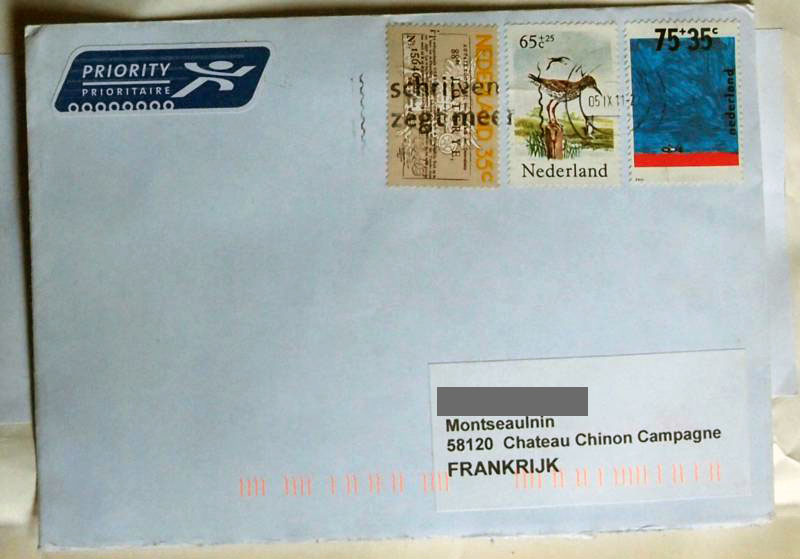 PRIORITY
PRIORITAIRE
NEDERLAND 35c
schrijven
zegt meer
65c+25
Nederland
75+35c
nederland
05 IX 11-2
Montseaulnin
58120 Chateau Chinon Campagne
FRANKRIJK